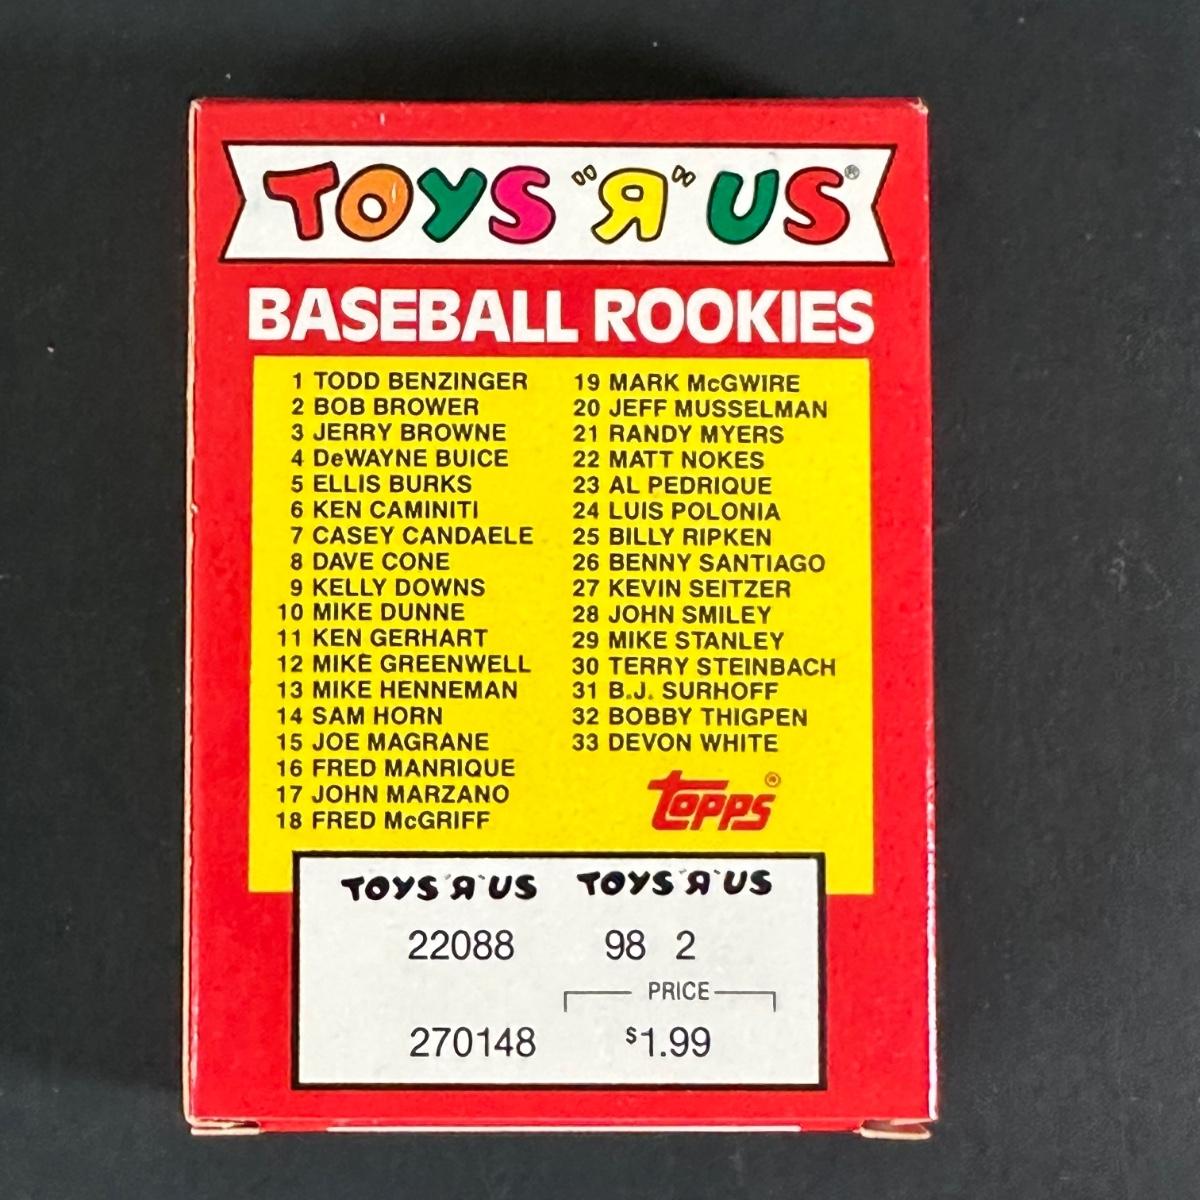 TOYS "R" US®
BASEBALL ROOKIES
1 TODD BENZINGER
2 BOB BROWER
3 JERRY BROWNE
4 DeWAYNE BUICE
5 ELLIS BURKS
6 KEN CAMINITI
7 CASEY CANDAELE
8 DAVE CONE
9 KELLY DOWNS
10 MIKE DUNNE
11 KEN GERHART
12 MIKE GREENWELL
13 MIKE HENNEMAN
14 SAM HORN
15 JOE MAGRANE
16 FRED MANRIQUE
17 JOHN MARZANO
18 FRED McGRIFF
19 MARK McGWIRE
20 JEFF MUSSELMAN
21 RANDY MYERS
22 MATT NOKES
23 AL PEDRIQUE
24 LUIS POLONIA
25 BILLY RIPKEN
26 BENNY SANTIAGO
27 KEVIN SEITZER
28 JOHN SMILEY
29 MIKE STANLEY
30 TERRY STEINBACH
31 B.J. SURHOFF
32 BOBBY THIGPEN
33 DEVON WHITE
topps®
TOYS "R" US TOYS "R" US
22088 98 2
PRICE
270148 $1.99